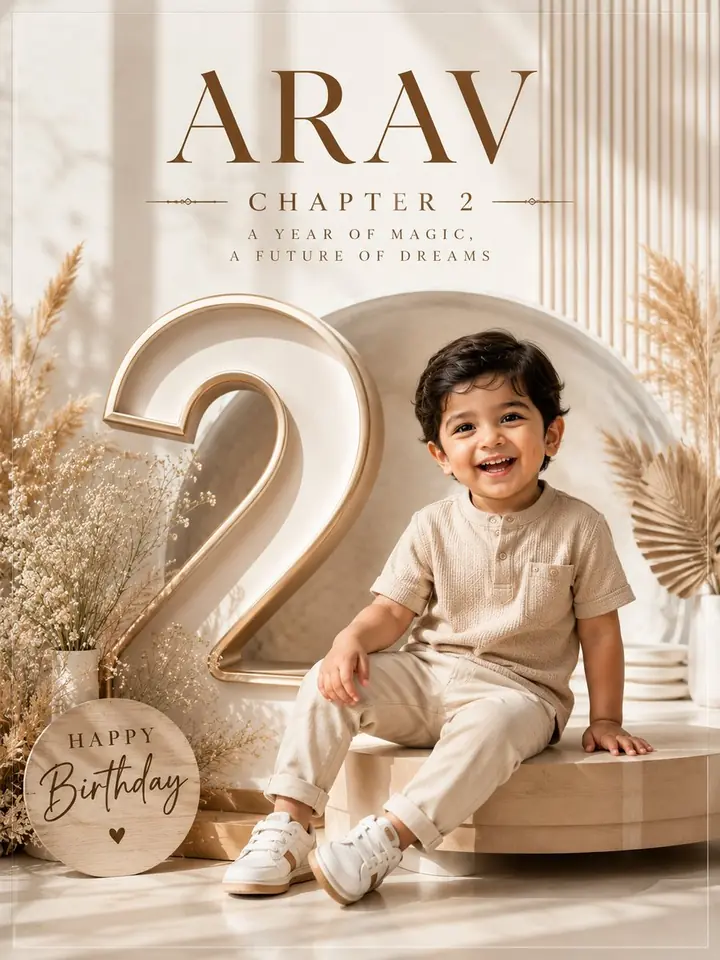 ARAV
CHAPTER 2
A YEAR OF MAGIC,
A FUTURE OF DREAMS
2
HAPPY
Birthday